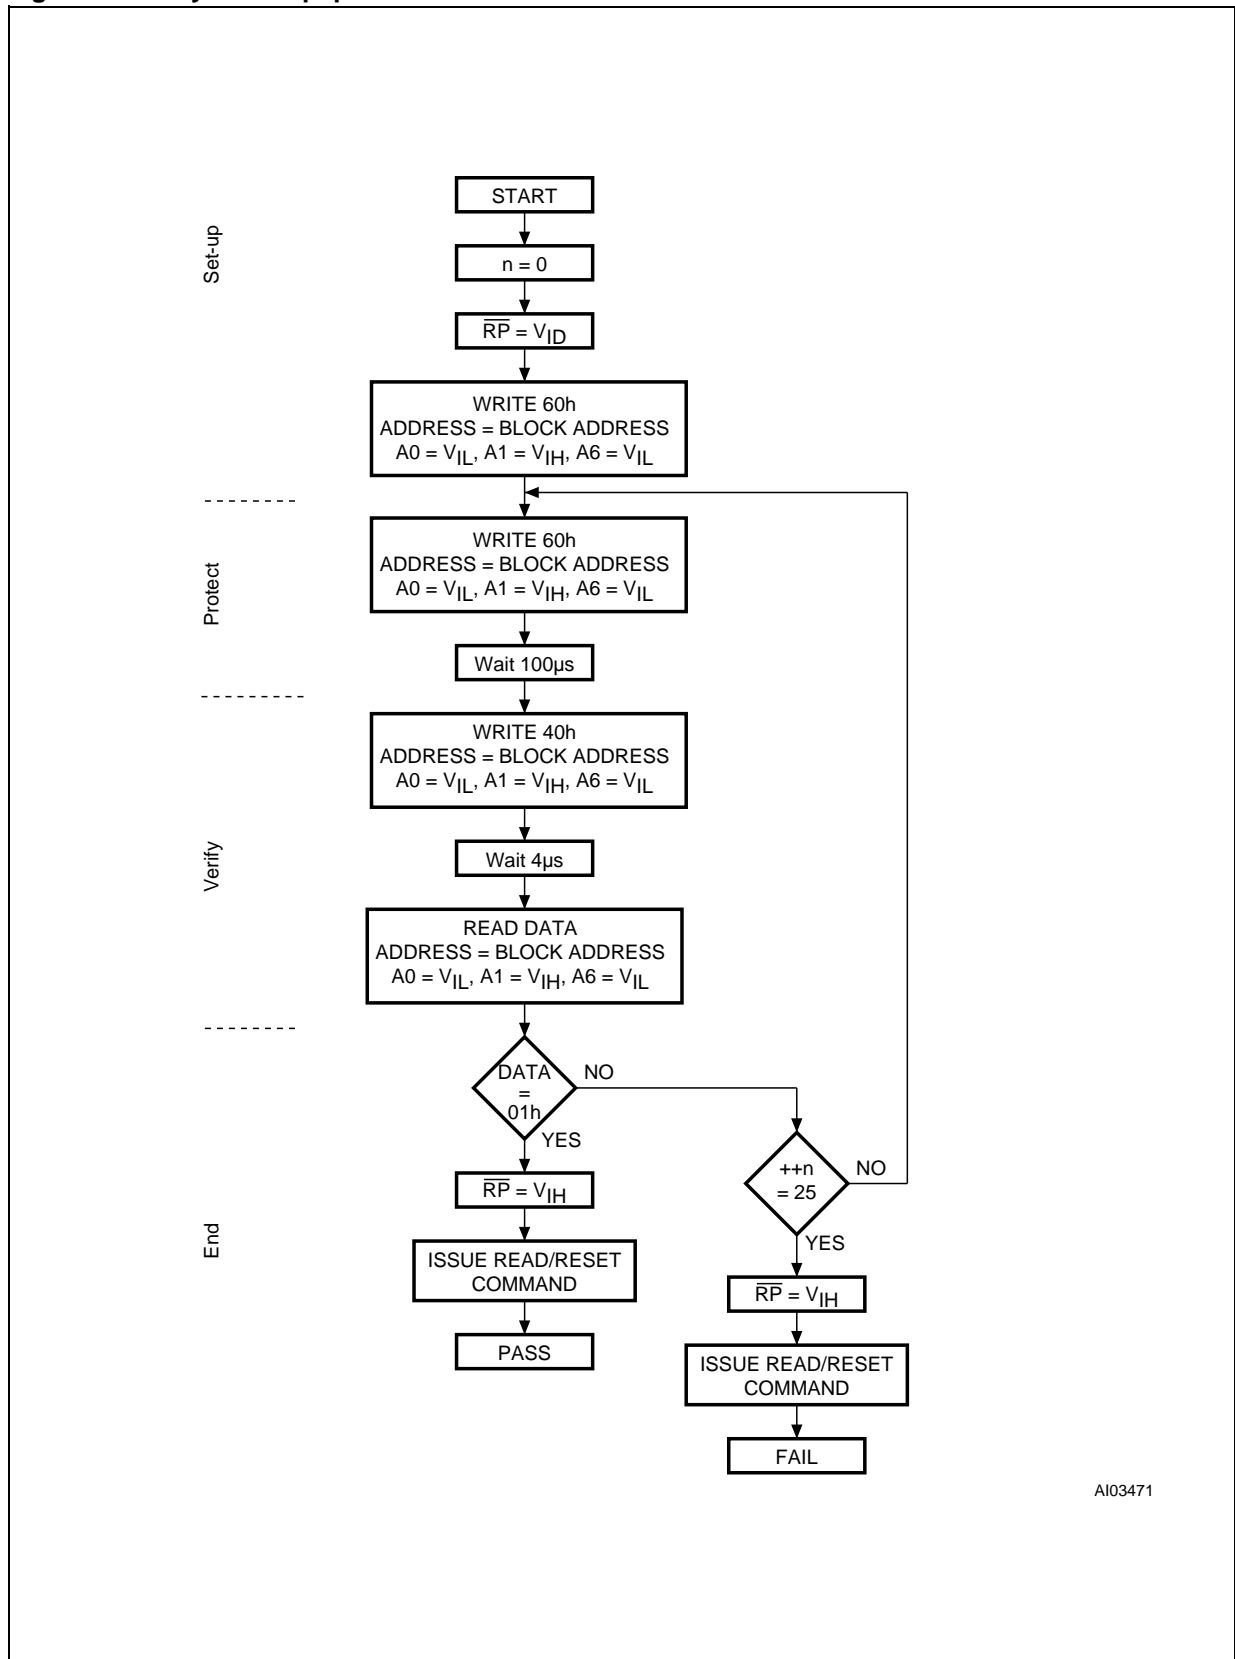 Set-up
START
n = 0
RP = VID
WRITE 60h
ADDRESS = BLOCK ADDRESS
A0 = VIL, A1 = VIH, A6 = VIL
Protect
WRITE 60h
ADDRESS = BLOCK ADDRESS
A0 = VIL, A1 = VIH, A6 = VIL
Wait 100µs
Verify
WRITE 40h
ADDRESS = BLOCK ADDRESS
A0 = VIL, A1 = VIH, A6 = VIL
Wait 4µs
READ DATA
ADDRESS = BLOCK ADDRESS
A0 = VIL, A1 = VIH, A6 = VIL
End
DATA
=
01h
NO
YES
RP = VIH
ISSUE READ/RESET
COMMAND
PASS
++n
= 25
NO
YES
RP = VIH
ISSUE READ/RESET
COMMAND
FAIL
AI03471